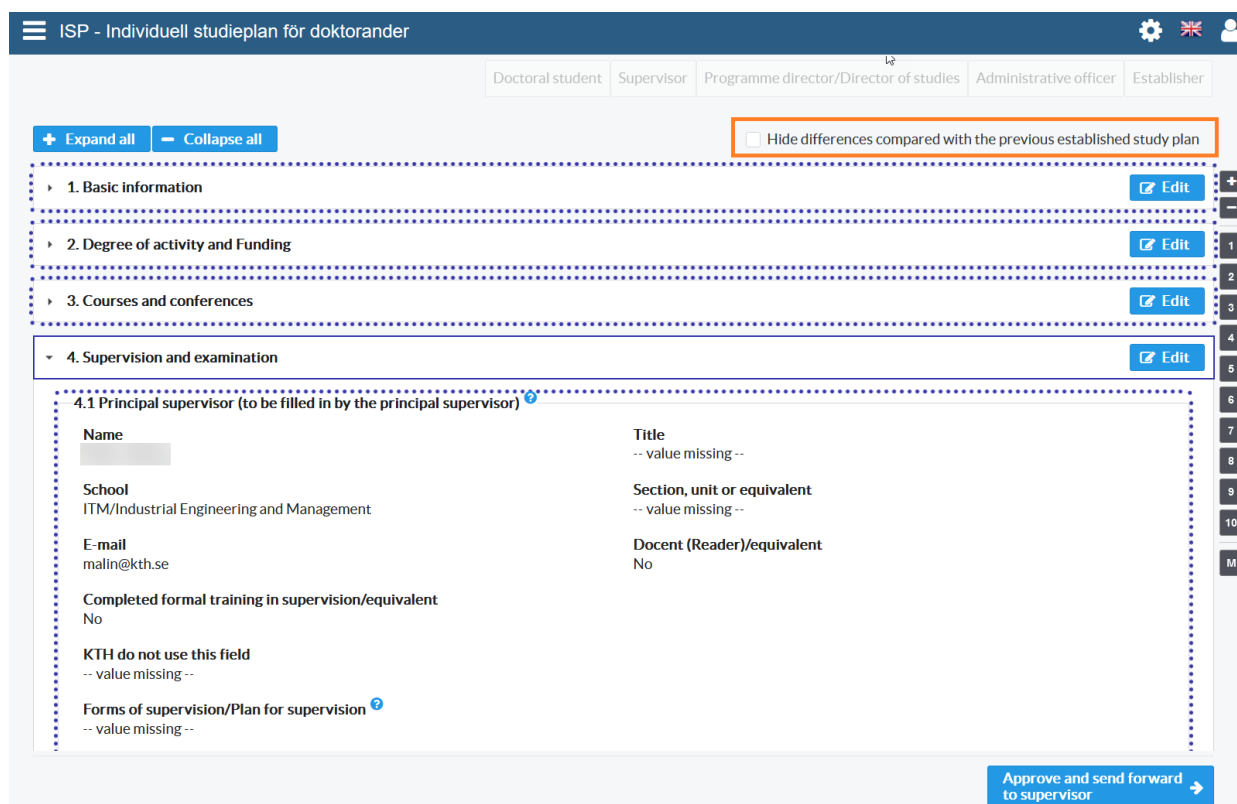 ISP - Individuell studieplan för doktorander
Doctoral student Supervisor Programme director/Director of studies Administrative officer Establisher
Expand all Collapse all
Hide differences compared with the previous established study plan
1. Basic information Edit
2. Degree of activity and Funding Edit
3. Courses and conferences Edit
4. Supervision and examination Edit
4.1 Principal supervisor (to be filled in by the principal supervisor) ?
Name Title
-- value missing --
School Section, unit or equivalent
ITM/Industrial Engineering and Management -- value missing --
E-mail Docent (Reader)/equivalent
malin@kth.se No
Completed formal training in supervision/equivalent
No
KTH do not use this field
-- value missing --
Forms of supervision/Plan for supervision ?
-- value missing --
Approve and send forward
to supervisor
+
-
1
2
3
4
5
6
7
8
9
10
M